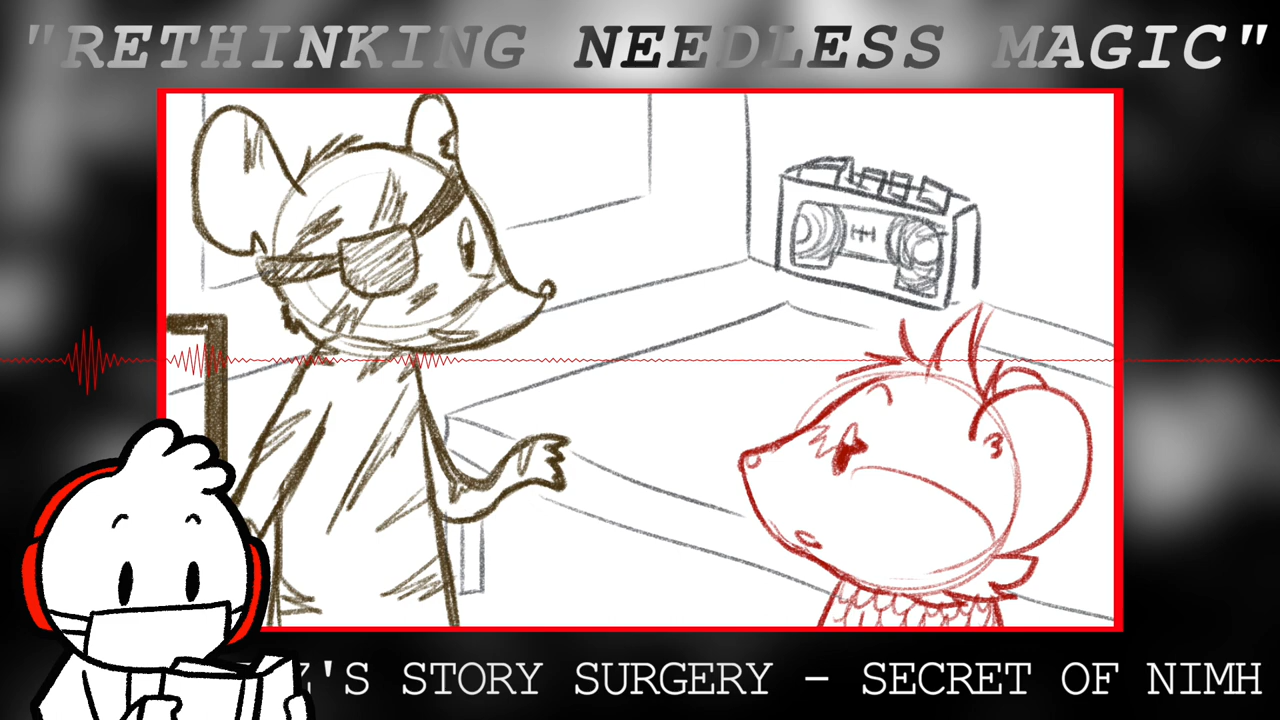 "RETHINKING NEEDLESS MAGIC"
'S STORY SURGERY - SECRET OF NIMH